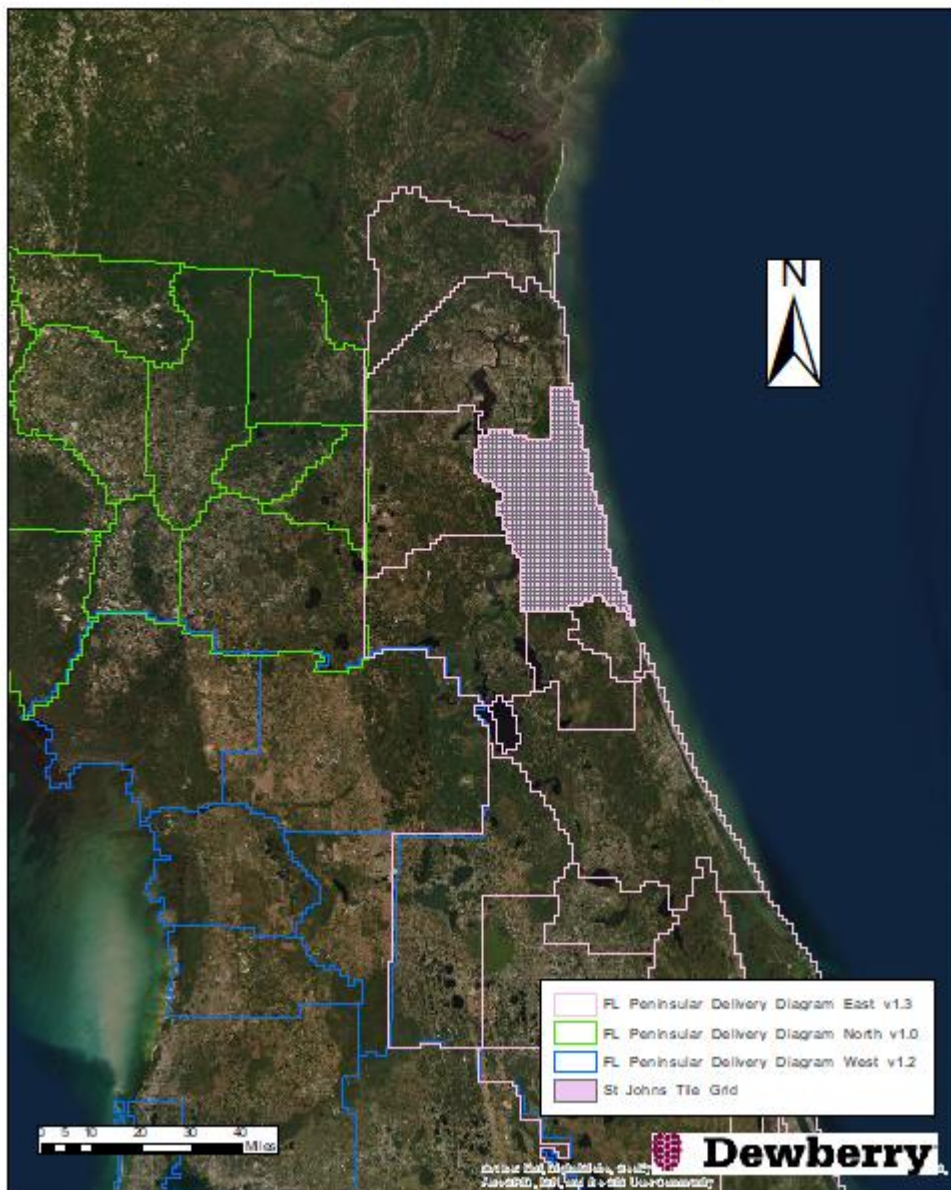 N
FL Peninsular Delivery Diagram East v1.3
FL Peninsular Delivery Diagram North v1.0
FL Peninsular Delivery Diagram West v1.2
St Johns Tile Grid
0 5 10 20 30 40
Miles
Dewberry